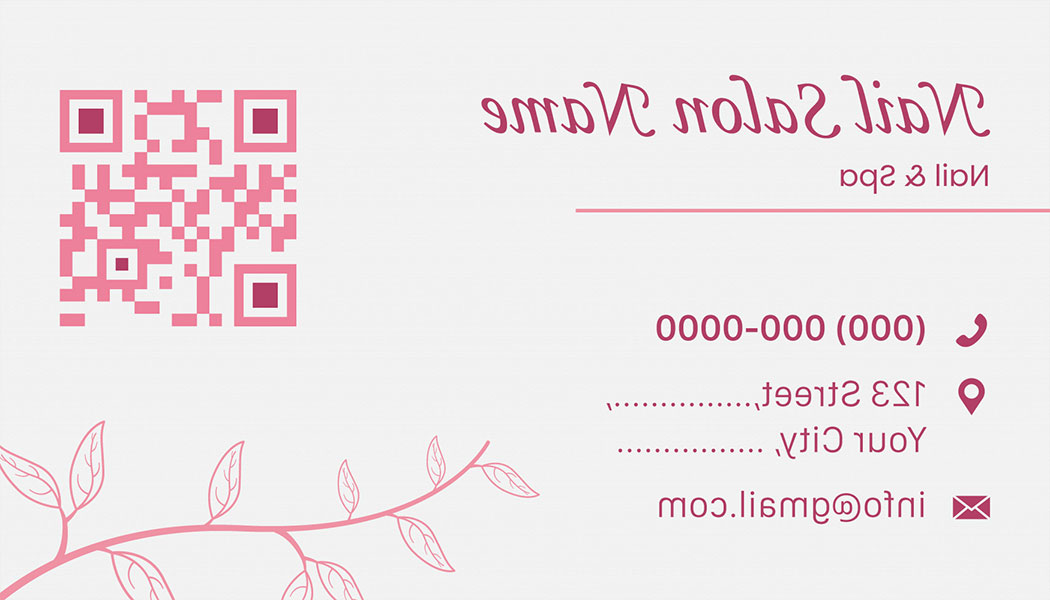 Nail Salon Name
Nail & Spa
(000) 000-0000
123 Street,................,
Your City, ................
info@gmail.com